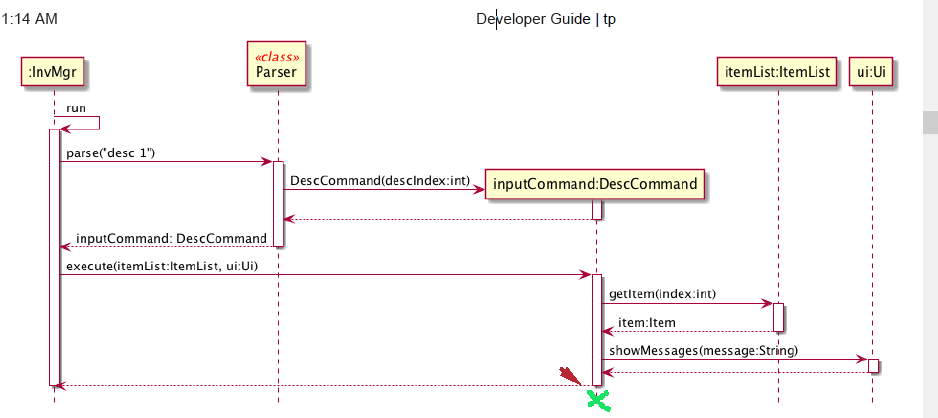 1:14 AM
Developer Guide | tp
:InvMgr
«class»
Parser
itemList:ItemList
ui:Ui
run
parse("desc 1")
DescCommand(descIndex:int)
inputCommand:DescCommand
inputCommand: DescCommand
execute(itemList:ItemList, ui:Ui)
getItem(index:int)
item:Item
showMessages(message:String)